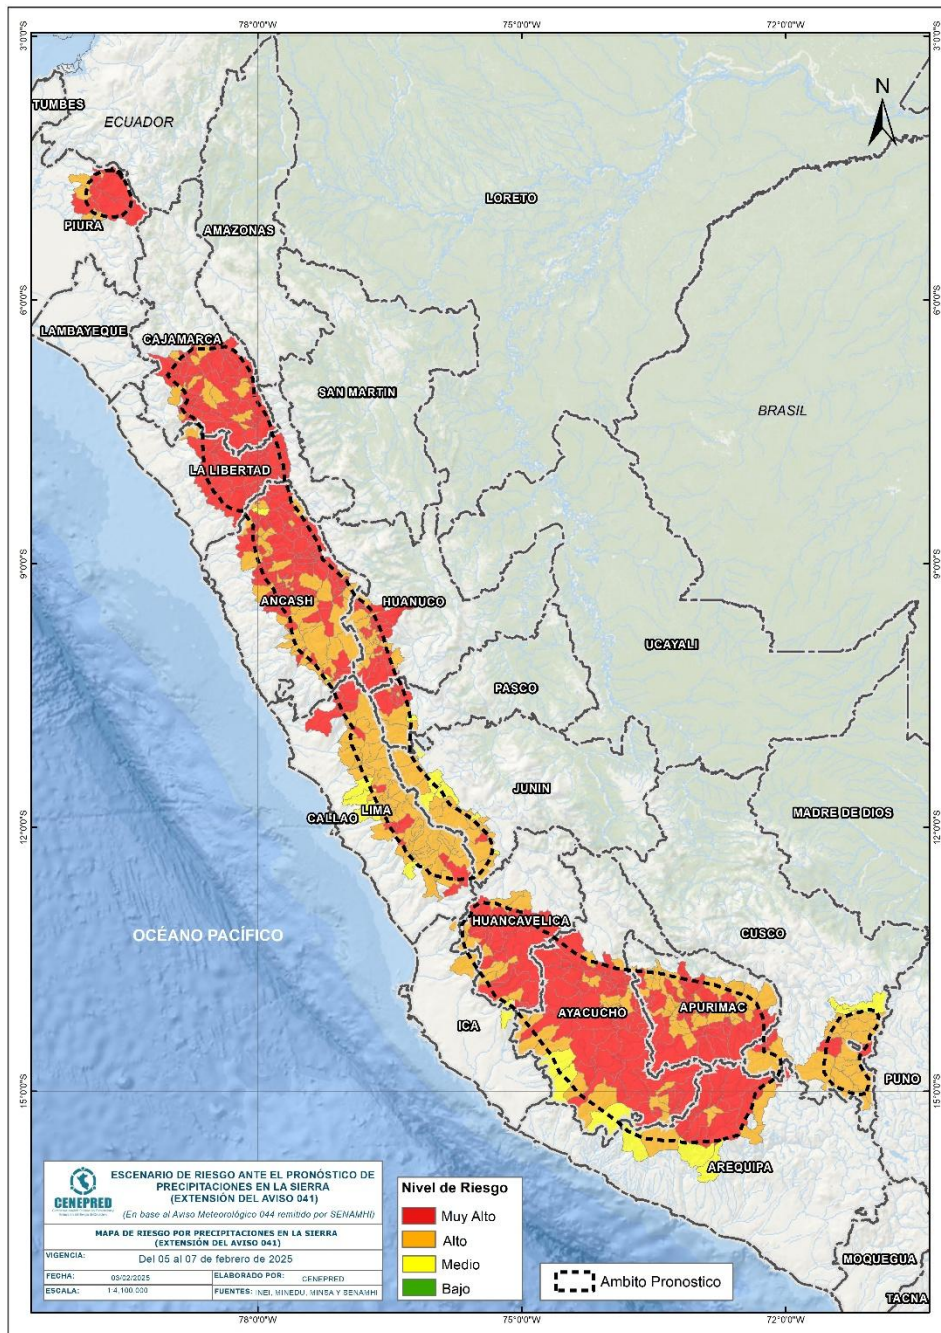 78°0'0"W
75°0'0"W
72°0'0"W
3°0'0"S
3°0'0"S
N
TUMBES
ECUADOR
LORETO
PIURA
AMAZONAS
6°0'0"S
6°0'0"S
LAMBAYEQUE
CAJAMARCA
SAN MARTIN
BRASIL
LA LIBERTAD
9°0'0"S
9°0'0"S
ANCASH
HUANUCO
UCAYALI
PASCO
JUNIN
CALLAO
LIMA
MADRE DE DIOS
12°0'0"S
12°0'0"S
HUANCAVELICA
OCÉANO PACÍFICO
CUSCO
ICA
AYACUCHO
APURIMAC
PUNO
15°0'0"S
15°0'0"S
AREQUIPA
MOQUEGUA
TACNA
CENEPRED
ESCENARIO DE RIESGO ANTE EL PRONÓSTICO DE
PRECIPITACIONES EN LA SIERRA
(EXTENSIÓN DEL AVISO 041)
(En base al Aviso Meteorológico 044 remitido por SENAMHI)
MAPA DE RIESGO POR PRECIPITACIONES EN LA SIERRA
(EXTENSIÓN DEL AVISO 041)
VIGENCIA:
Del 05 al 07 de febrero de 2025
FECHA:
03/02/2025
ELABORADO POR:
CENEPRED
ESCALA:
1:4,100,000
FUENTES: INEI, MINEDU, MINSA Y SENAMHI
Nivel de Riesgo
Muy Alto
Alto
Medio
Bajo
Ambito Pronostico
78°0'0"W
75°0'0"W
72°0'0"W